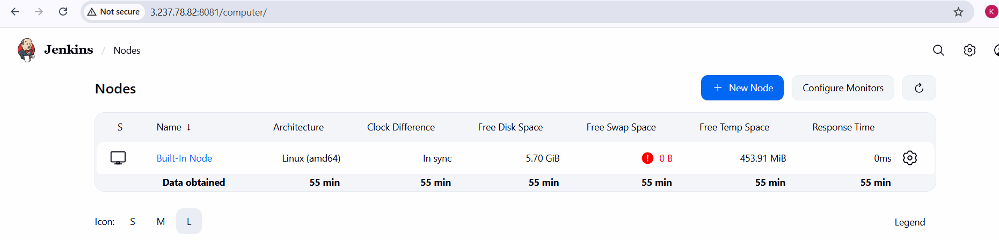 Not secure 3.237.78.82:8081/computer/ K
Jenkins / Nodes
Nodes
+ New Node Configure Monitors
S Name ↓ Architecture Clock Difference Free Disk Space Free Swap Space Free Temp Space Response Time
Built-In Node Linux (amd64) In sync 5.70 GiB ! 0 B 453.91 MiB 0ms
Data obtained 55 min 55 min 55 min 55 min 55 min 55 min
Icon: S M L Legend